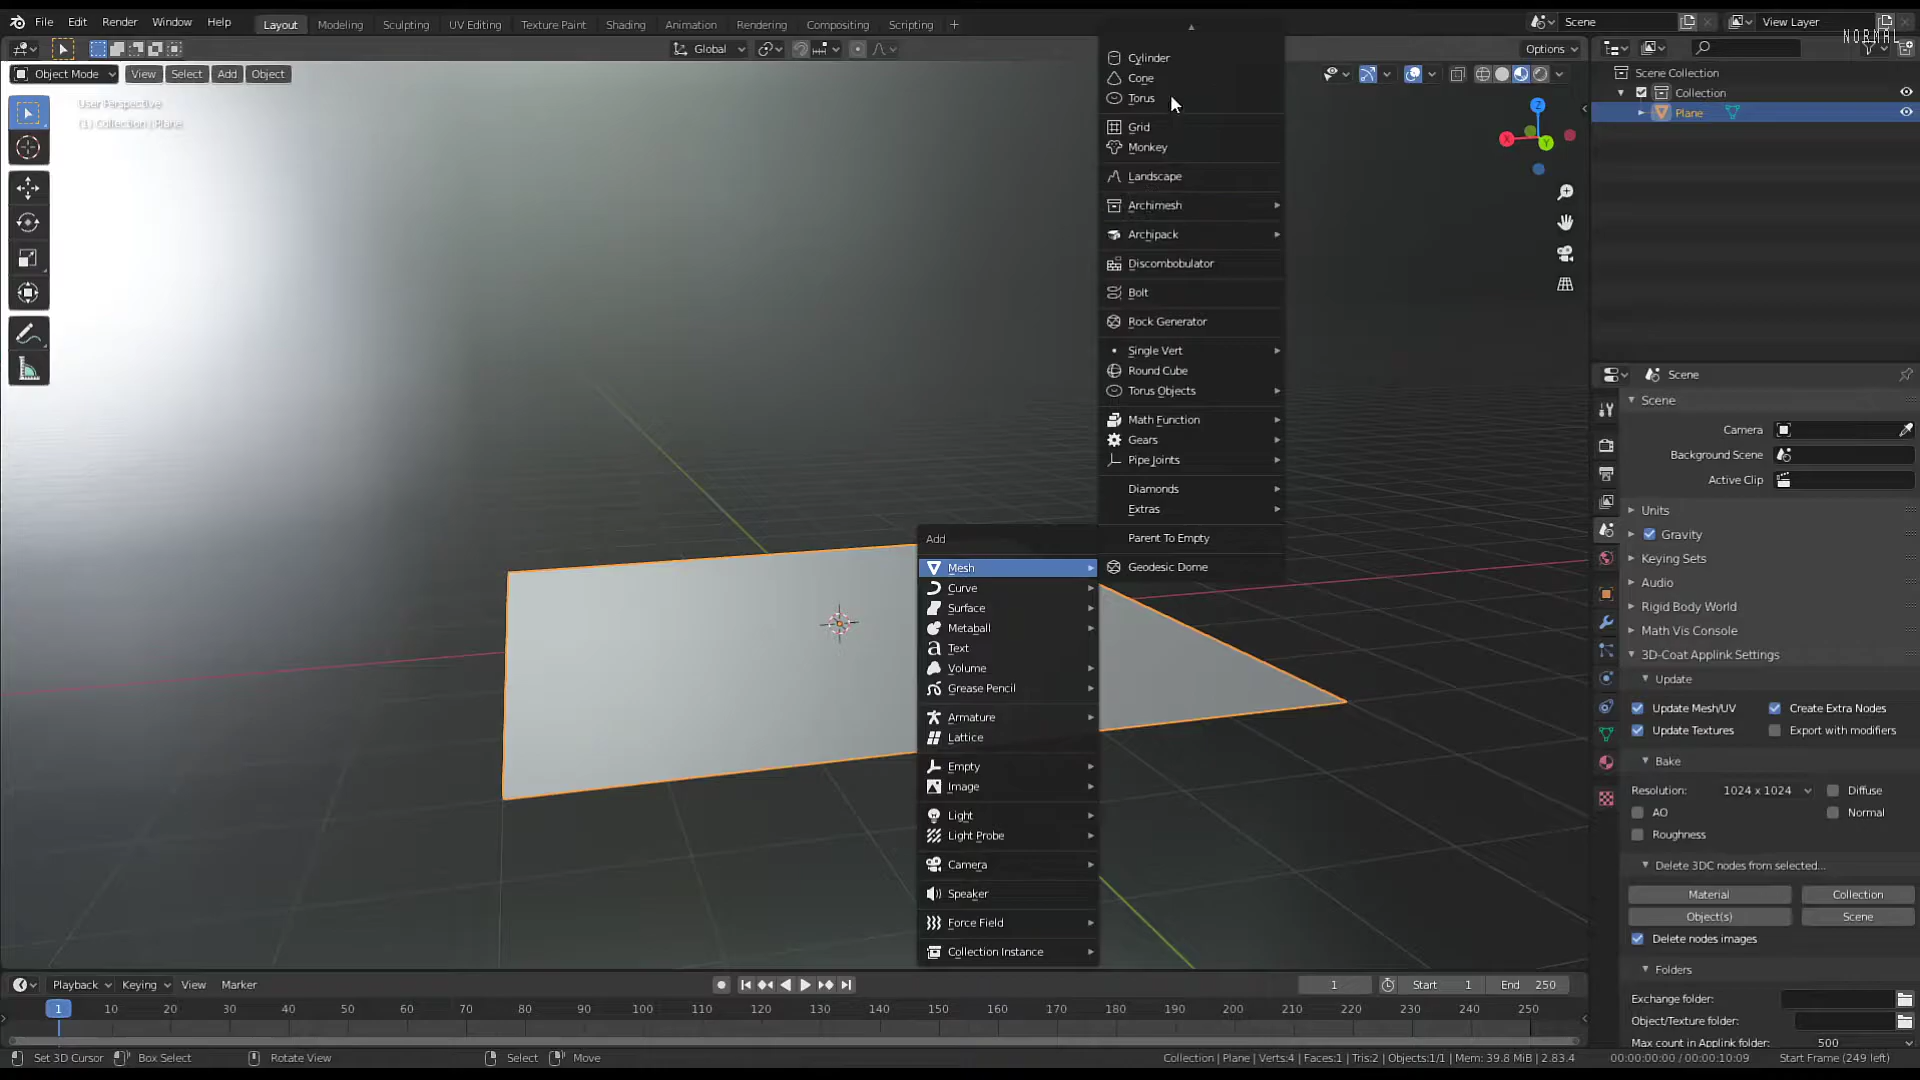 File Edit Render Window Help
Layout Modeling Sculpting UV Editing Texture Paint Shading Animation Rendering Compositing Scripting +
Scene
View Layer
NORMAL
Global
Options
Object Mode View Select Add Object
User Perspective
(1) Collection | Plane
Z
X
Y
Cylinder
Cone
Torus
Grid
Monkey
Landscape
Archimesh
Archipack
Discombobulator
Bolt
Rock Generator
Single Vert
Round Cube
Torus Objects
Math Function
Gears
Pipe Joints
Diamonds
Extras
Parent To Empty
Geodesic Dome
Add
Mesh
Curve
Surface
Metaball
Text
Volume
Grease Pencil
Armature
Lattice
Empty
Image
Light
Light Probe
Camera
Speaker
Force Field
Collection Instance
Scene Collection
Collection
Plane
Scene
Scene
Camera
Background Scene
Active Clip
Units
Gravity
Keying Sets
Audio
Rigid Body World
Math Vis Console
3D-Coat Applink Settings
Update
Update Mesh/UV Create Extra Nodes
Update Textures Export with modifiers
Bake
Resolution: 1024 x 1024 Diffuse
AO Normal
Roughness
Delete 3DC nodes from selected...
Material Collection
Object(s) Scene
Delete nodes images
Folders
Exchange folder:
Object/Texture folder:
Max count in Applink folder: 500
Playback Keying View Marker
1 Start 1 End 250
1 10 20 30 40 50 60 70 80 90 100 110 120 130 140 150 160 170 180 190 200 210 220 230 240 250
Set 3D Cursor Box Select Rotate View Select Move
Collection | Plane | Verts:4 | Faces:1 | Tris:2 | Objects:1/1 | Mem: 39.8 MiB | 2.83.4 00:00:00:00 / 00:00:10:09 Start Frame (249 left)